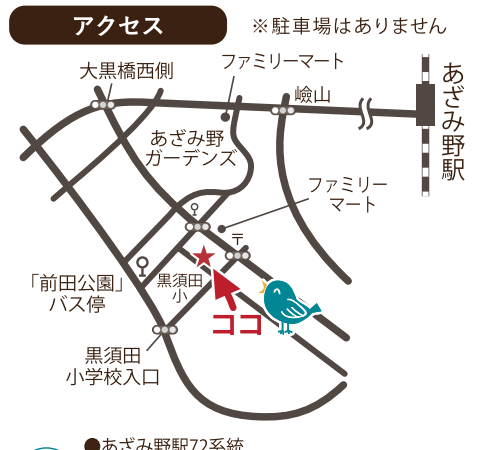 アクセス
※駐車場はありません
ファミリーマート
大黒橋西側
嶮山
あざみ野駅
あざみ野
ガーデンズ
ファミリー
マート
〒
「前田公園」
バス停
黒須田
小
ココ
黒須田
小学校入口
●あざみ野駅72系統